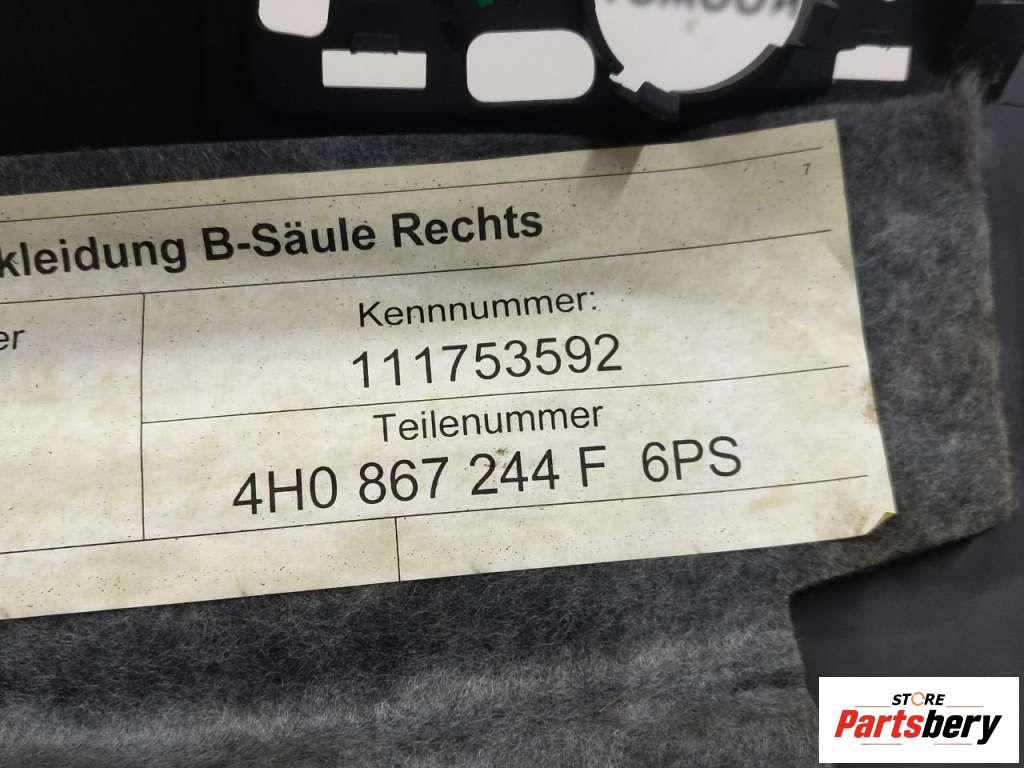 7
kleidung B-Säule Rechts
er
Kennnummer:
111753592
Teilenummer
4H0 867 244 F 6PS
STORE
Partsbery